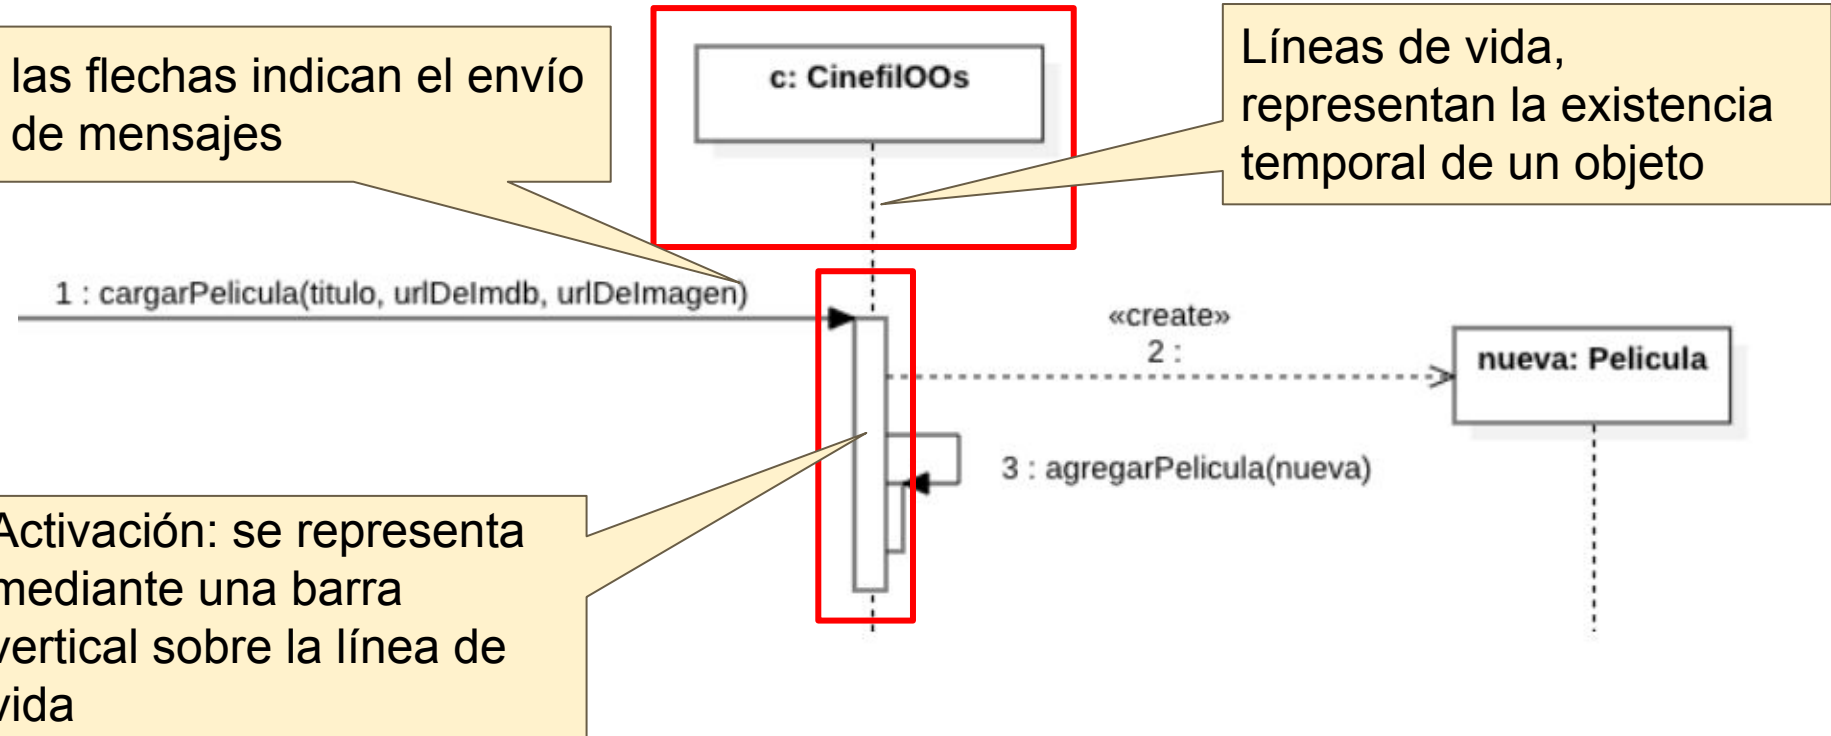 las flechas indican el envío
de mensajes
c: CinefilOOs
Líneas de vida,
representan la existencia
temporal de un objeto
1 : cargarPelicula(titulo, urlDeImdb, urlDeImagen)
«create»
2 :
nueva: Pelicula
3 : agregarPelicula(nueva)
Activación: se representa
mediante una barra
vertical sobre la línea de
vida